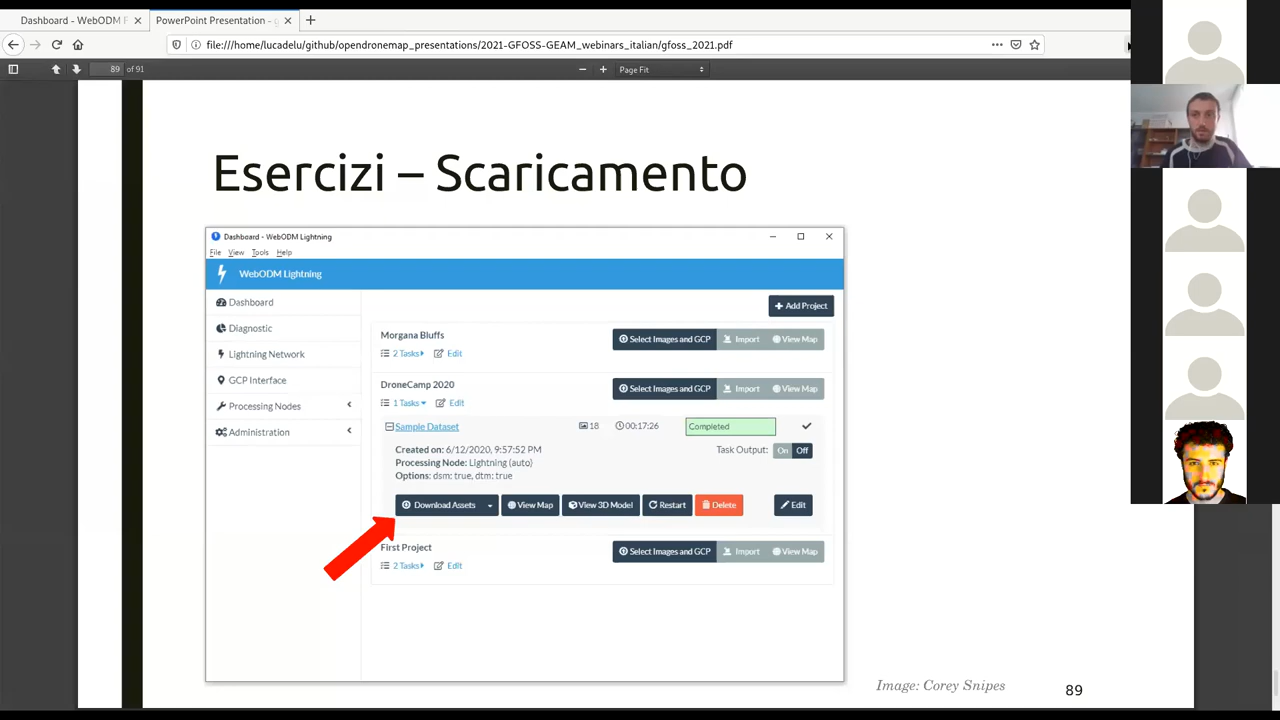 Dashboard - WebODM F
PowerPoint Presentation - g
file:///home/lucadelu/github/opendronemap_presentations/2021-GFOSS-GEAM_webinars_italian/gfoss_2021.pdf
89 of 91
Page Fit
Esercizi – Scaricamento
Dashboard - WebODM Lightning
File View Tools Help
WebODM Lightning
Dashboard
Diagnostic
Lightning Network
GCP Interface
Processing Nodes
Administration
Add Project
Morgana Bluffs
Select Images and GCP Import View Map
2 Tasks Edit
DroneCamp 2020
Select Images and GCP Import View Map
1 Tasks Edit
Sample Dataset 18 00:17:26 Completed
Created on: 6/12/2020, 9:57:52 PM
Task Output: On Off
Processing Node: Lightning (auto)
Options: dsm: true, dtm: true
Download Assets View Map View 3D Model Restart Delete Edit
First Project
Select Images and GCP Import View Map
2 Tasks Edit
Image: Corey Snipes
89